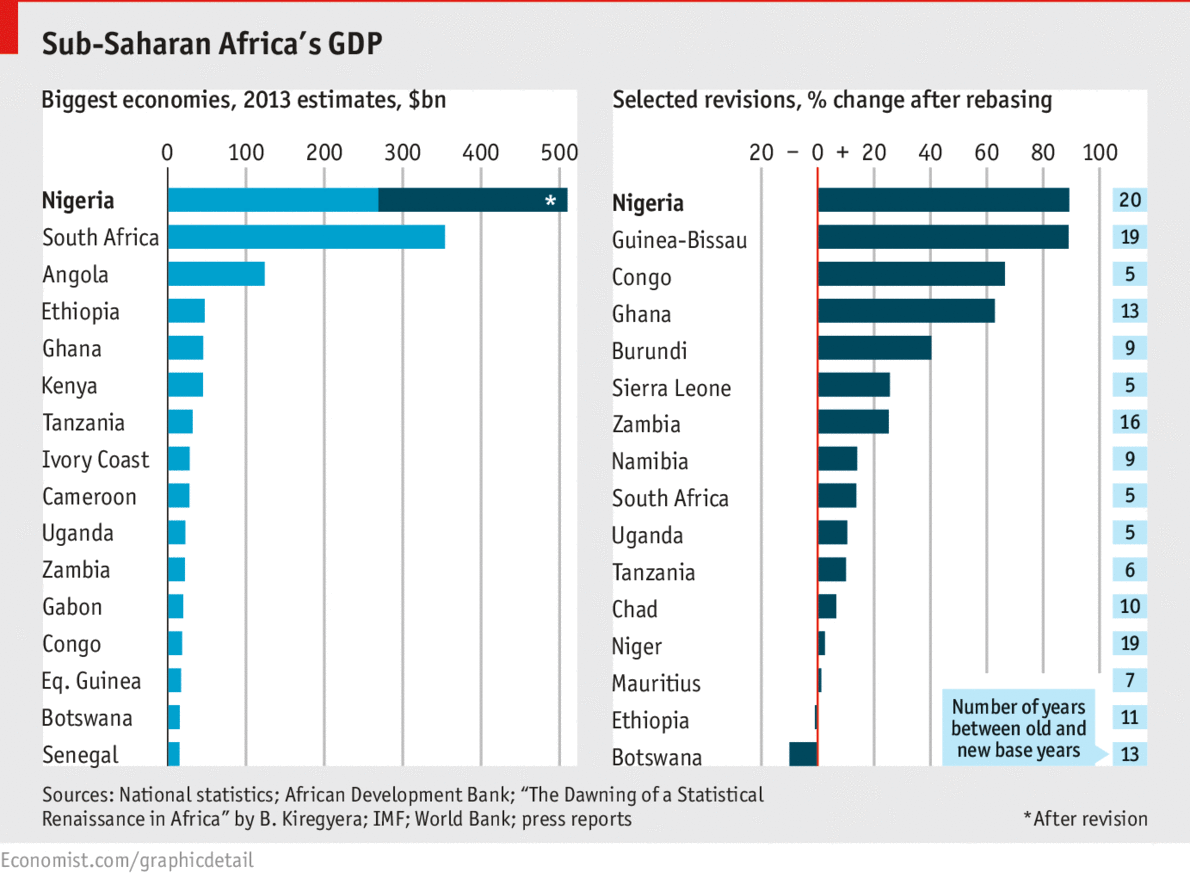 Sub-Saharan Africa's GDP
Biggest economies, 2013 estimates, $bn
0 100 200 300 400 500
Nigeria *
South Africa
Angola
Ethiopia
Ghana
Kenya
Tanzania
Ivory Coast
Cameroon
Uganda
Zambia
Gabon
Congo
Eq. Guinea
Botswana
Senegal
Selected revisions, % change after rebasing
20 – 0 + 20 40 60 80 100
Nigeria 20
Guinea-Bissau 19
Congo 5
Ghana 13
Burundi 9
Sierra Leone 5
Zambia 16
Namibia 9
South Africa 5
Uganda 5
Tanzania 6
Chad 10
Niger 19
Mauritius 7
Ethiopia 11
Botswana 13
Number of years
between old and
new base years
Sources: National statistics; African Development Bank; “The Dawning of a Statistical
Renaissance in Africa” by B. Kiregyera; IMF; World Bank; press reports
*After revision
Economist.com/graphicdetail